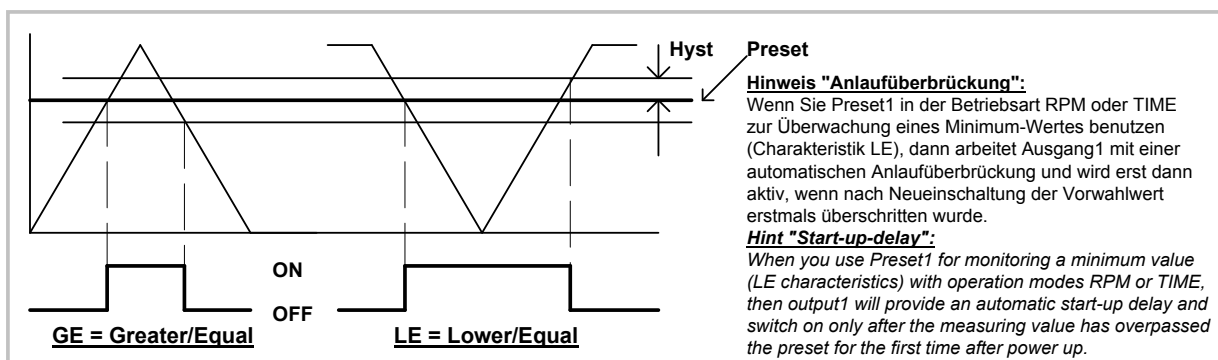 Hyst
Preset
ON
OFF
GE = Greater/Equal
LE = Lower/Equal
Hinweis "Anlaufüberbrückung":
Wenn Sie Preset1 in der Betriebsart RPM oder TIME
zur Überwachung eines Minimum-Wertes benutzen
(Charakteristik LE), dann arbeitet Ausgang1 mit einer
automatischen Anlaufüberbrückung und wird erst dann
aktiv, wenn nach Neueinschaltung der Vorwahlwert
erstmals überschritten wurde.
Hint "Start-up-delay":
When you use Preset1 for monitoring a minimum value
(LE characteristics) with operation modes RPM or TIME,
then output1 will provide an automatic start-up delay and
switch on only after the measuring value has overpassed
the preset for the first time after power up.